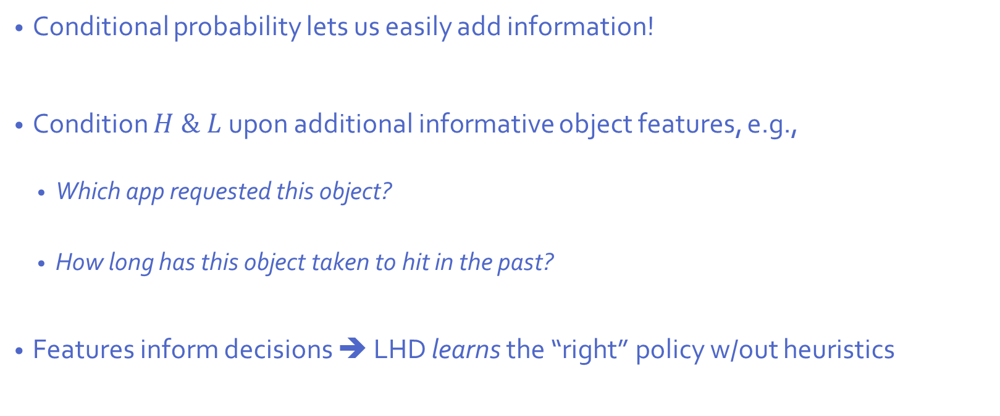 • Conditional probability lets us easily add information!
• Condition H & L upon additional informative object features, e.g.,
• Which app requested this object?
• How long has this object taken to hit in the past?
• Features inform decisions ➔ LHD learns the “right” policy w/out heuristics